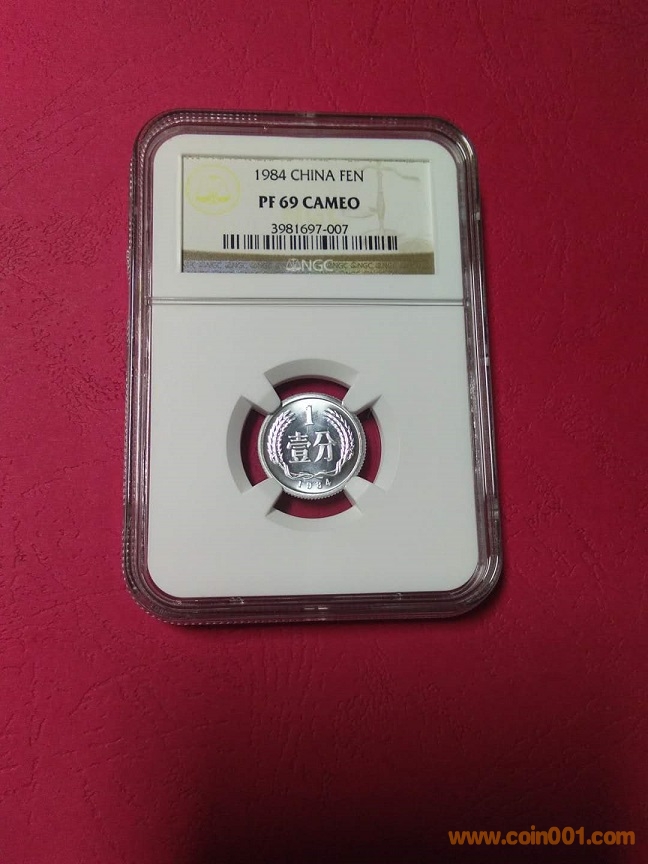 1984 CHINA FEN
PF 69 CAMEO
3981697-007
NGC
1
壹分
1984
www.coin001.com